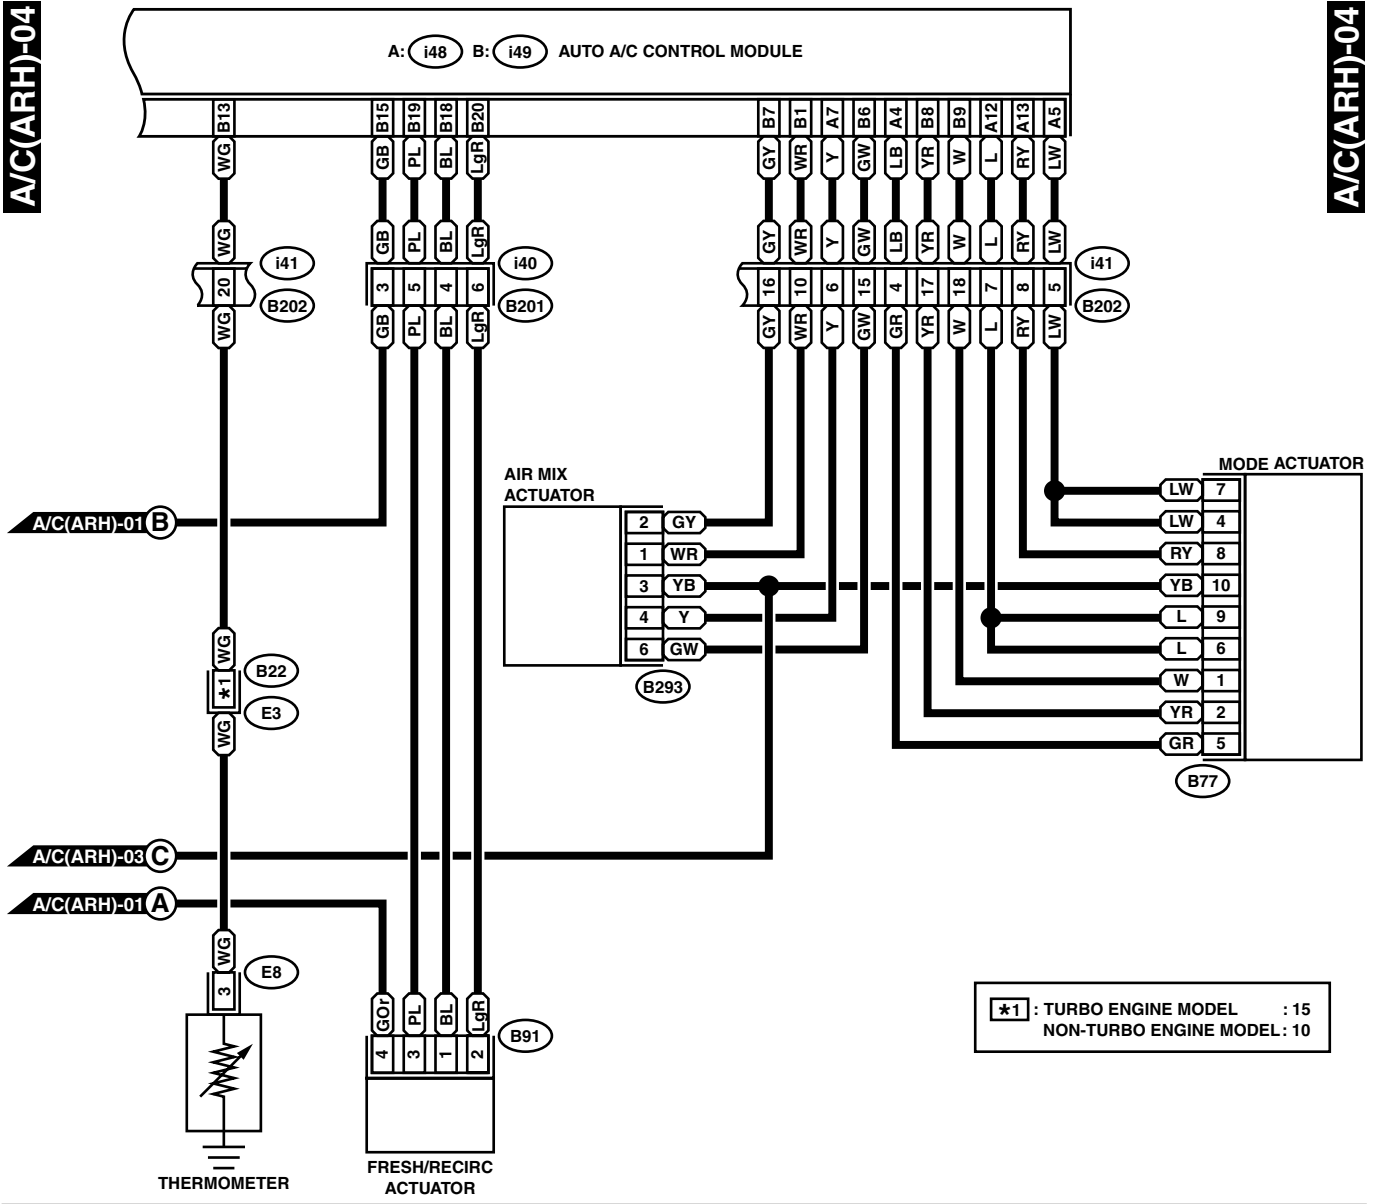 A/C(ARH)-04
A/C(ARH)-04
A: i48 B: i49 AUTO A/C CONTROL MODULE
B13 B15 B19 B18 B20 B7 B1 A7 B6 A4 B8 B9 A12 A13 A5
WG GB PL BL LgR GY WR Y GW LB YR W L RY LW
WG GB PL BL LgR GY WR Y GW LB YR W L RY LW
i41 i40 i41
20 3 5 4 6 16 10 6 15 4 17 18 7 8 5
B202 B201 B202
WG GB PL BL LgR GY WR Y GW GR YR W L RY LW
AIR MIX
ACTUATOR
MODE ACTUATOR
LW 7
A/C(ARH)-01 B
2 GY
LW 4
1 WR
RY 8
3 YB
YB 10
4 Y
L 9
6 GW
L 6
WG
B22
*1
B293
W 1
E3
YR 2
WG
GR 5
B77
A/C(ARH)-03 C
A/C(ARH)-01 A
WG
E8
3
GOr PL BL LgR
B91
4 3 1 2
*1 : TURBO ENGINE MODEL : 15
NON-TURBO ENGINE MODEL : 10
THERMOMETER
FRESH/RECIRC
ACTUATOR